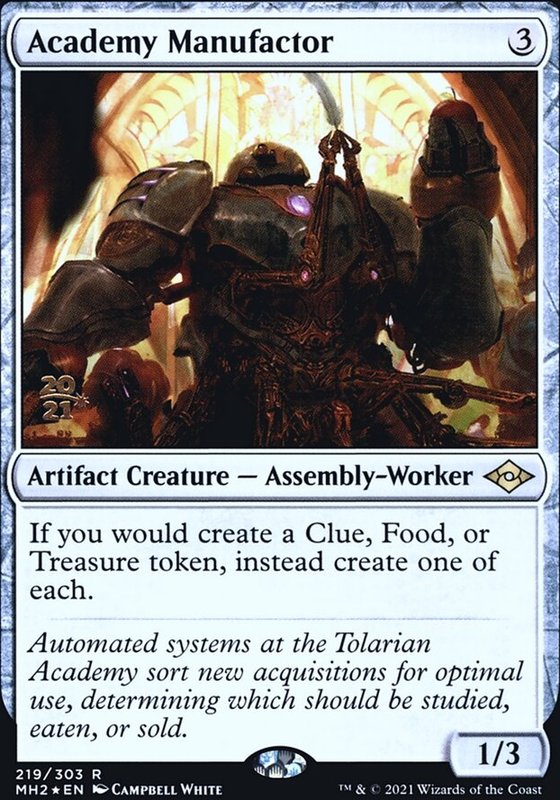 Academy Manufactor
3
20
21
Artifact Creature — Assembly-Worker
If you would create a Clue, Food, or
Treasure token, instead create one of
each.
Automated systems at the Tolarian
Academy sort new acquisitions for optimal
use, determining which should be studied,
eaten, or sold.
1/3
219/303 R
MH2★EN Campbell White
™ & © 2021 Wizards of the Coast